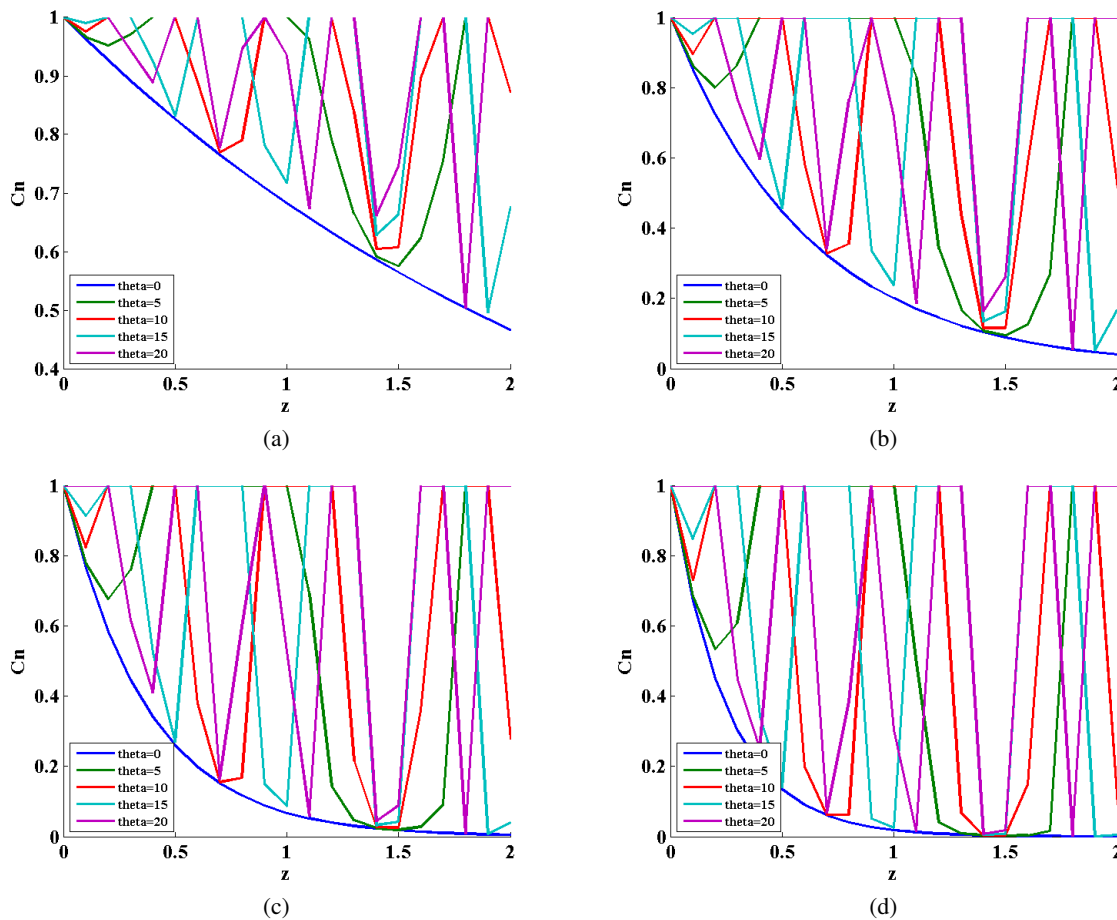 1
0.9
0.8
0.7
0.6
0.5
0.4
Cn
theta=0
theta=5
theta=10
theta=15
theta=20
0 0.5 1 1.5 2
z
(a)
1
0.8
0.6
0.4
0.2
0
Cn
theta=0
theta=5
theta=10
theta=15
theta=20
0 0.5 1 1.5 2
z
(b)
1
0.8
0.6
0.4
0.2
0
Cn
theta=0
theta=5
theta=10
theta=15
theta=20
0 0.5 1 1.5 2
z
(c)
1
0.8
0.6
0.4
0.2
0
Cn
theta=0
theta=5
theta=10
theta=15
theta=20
0 0.5 1 1.5 2
z
(d)